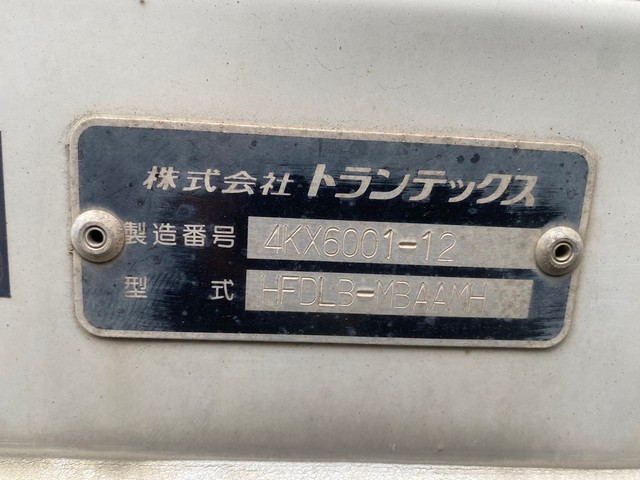 株式会社 トランテックス
製造番号 4KX6001-12
型式 HFDLB-MBAAMH